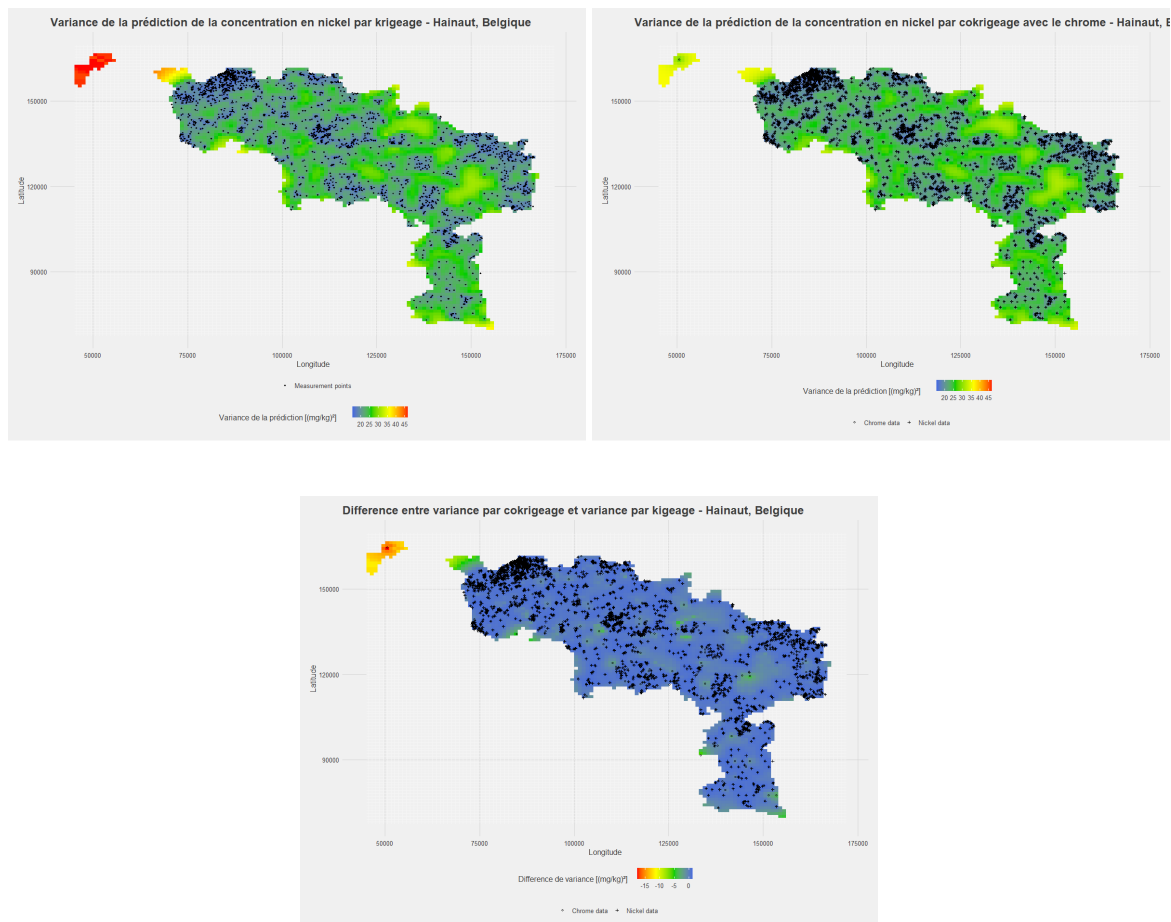 Variance de la prédiction de la concentration en nickel par krigeage - Hainaut, Belgique
150000
120000
90000
Latitude
50000 75000 100000 125000 150000 175000
Longitude
Measurement points
Variance de la prédiction [(mg/kg)²]
20 25 30 35 40 45
Variance de la prédiction de la concentration en nickel par cokrigeage avec le chrome - Hainaut, B
150000
120000
90000
Latitude
50000 75000 100000 125000 150000 175000
Longitude
Variance de la prédiction [(mg/kg)²]
20 25 30 35 40 45
Chrome data + Nickel data
Difference entre variance par cokrigeage et variance par kigeage - Hainaut, Belgique
150000
120000
90000
Latitude
50000 75000 100000 125000 150000 175000
Longitude
Difference de variance [(mg/kg)²]
-15 -10 -5 0
Chrome data + Nickel data